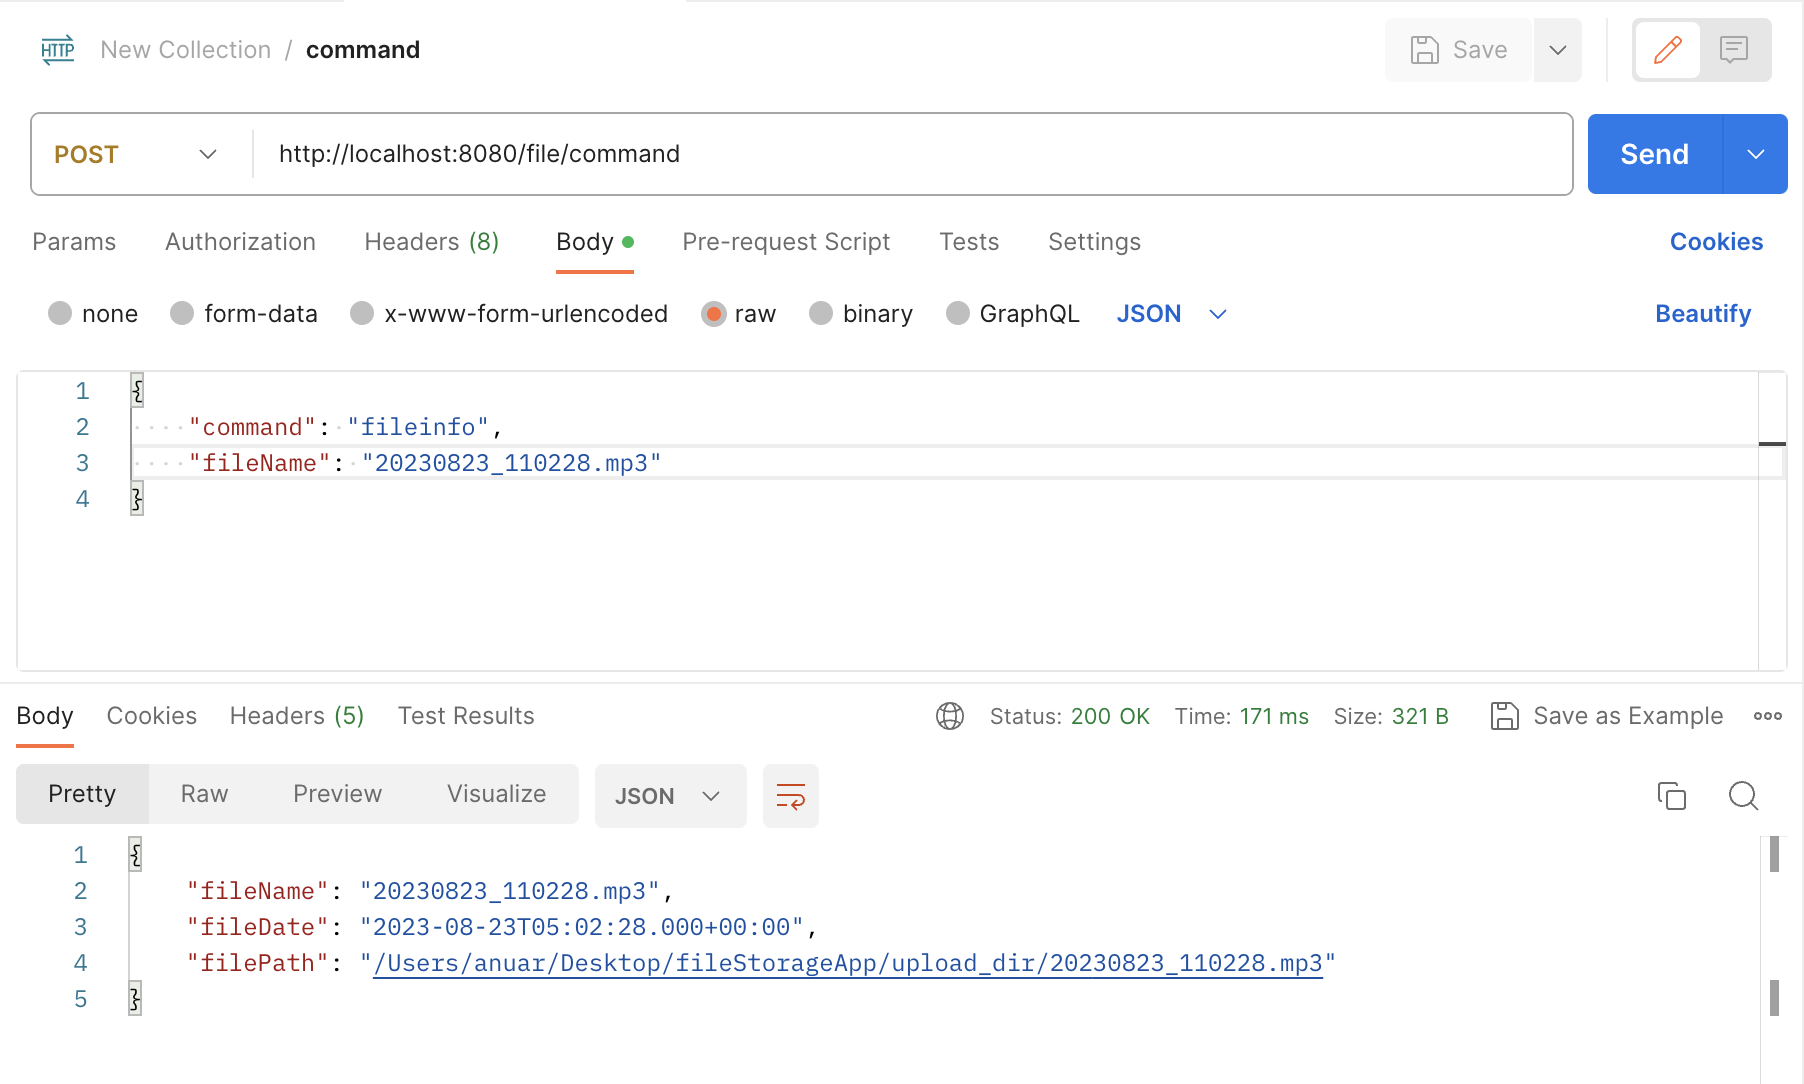 HTTP New Collection / command Save
POST http://localhost:8080/file/command Send
Params Authorization Headers (8) Body Pre-request Script Tests Settings Cookies
none form-data x-www-form-urlencoded raw binary GraphQL JSON Beautify
1 {
2 "command": "fileinfo",
3 "fileName": "20230823_110228.mp3"
4 }
Body Cookies Headers (5) Test Results Status: 200 OK Time: 171 ms Size: 321 B Save as Example
Pretty Raw Preview Visualize JSON
1 {
2 "fileName": "20230823_110228.mp3",
3 "fileDate": "2023-08-23T05:02:28.000+00:00",
4 "filePath": "/Users/anuar/Desktop/fileStorageApp/upload_dir/20230823_110228.mp3"
5 }